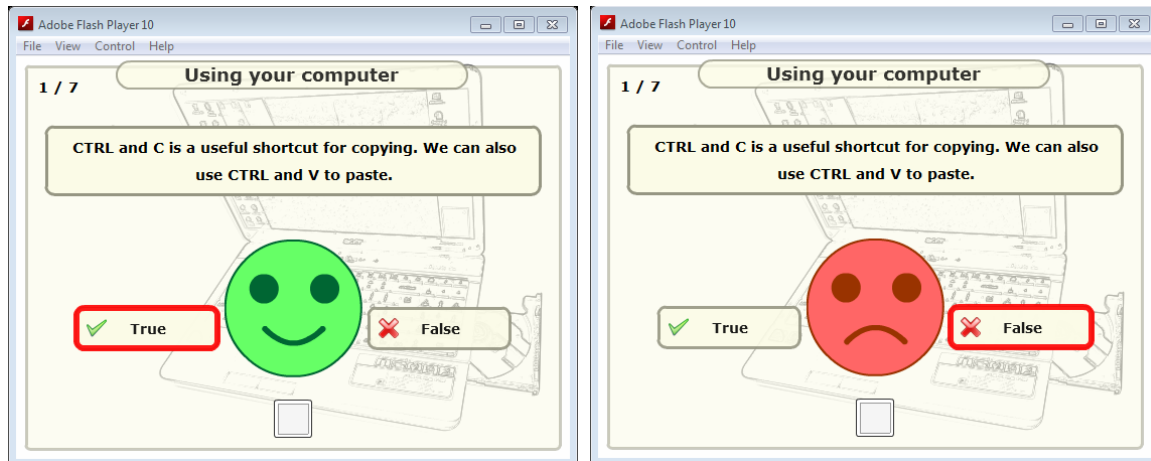 Adobe Flash Player 10
File View Control Help
Using your computer
1 / 7
CTRL and C is a useful shortcut for copying. We can also
use CTRL and V to paste.
True
False
Adobe Flash Player 10
File View Control Help
Using your computer
1 / 7
CTRL and C is a useful shortcut for copying. We can also
use CTRL and V to paste.
True
False